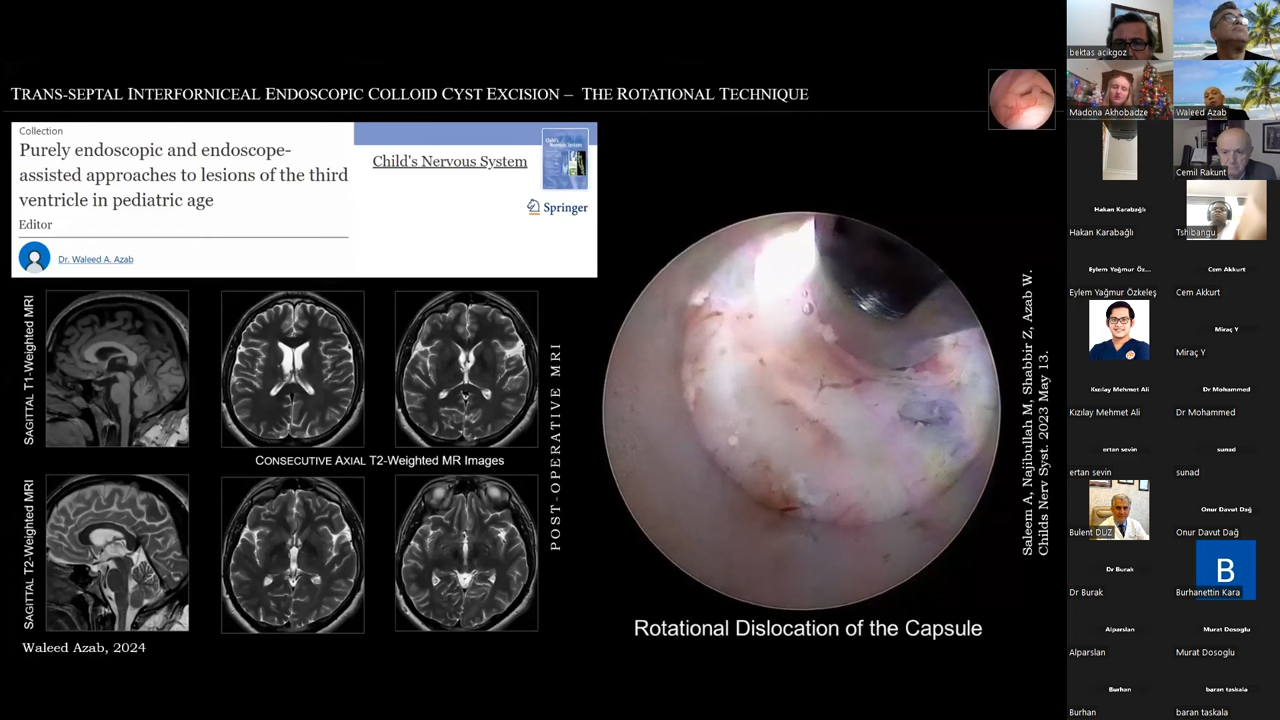 TRANS-SEPTAL INTERFORNICEAL ENDOSCOPIC COLLOID CYST EXCISION – THE ROTATIONAL TECHNIQUE
Collection
Purely endoscopic and endoscope-
assisted approaches to lesions of the third
ventricle in pediatric age
Editor
Dr. Waleed A. Azab
Child's Nervous System
Springer
SAGITTAL T1-Weighted MRI
CONSECUTIVE AXIAL T2-Weighted MR Images
SAGITTAL T2-Weighted MRI
POST-OPERATIVE MRI
Waleed Azab, 2024
Rotational Dislocation of the Capsule
Saleem A, Najibullah M, Shabbir Z, Azab W.
Childs Nerv Syst. 2023 May 13.
bektas acikgoz
Madona Akhobadze
Waleed Azab
Cemil Rakunt
Hakan Karabağlı
Hakan Karabağlı
Tshibangu
Eylem Yağmur Öz...
Cem Akkurt
Eylem Yağmur Özkeleş
Cem Akkurt
Miraç Y
Miraç Y
Kızılay Mehmet Ali
Dr Mohammed
Kızılay Mehmet Ali
Dr Mohammed
ertan sevin
sunad
ertan sevin
sunad
Onur Davut Dağ
Bulent DUZ
Onur Davut Dağ
Dr Burak
B
Dr Burak
Burhanettin Kara
Alparslan
Murat Dosoglu
Alparslan
Murat Dosoglu
Burhan
baran taskala
Burhan
baran taskala